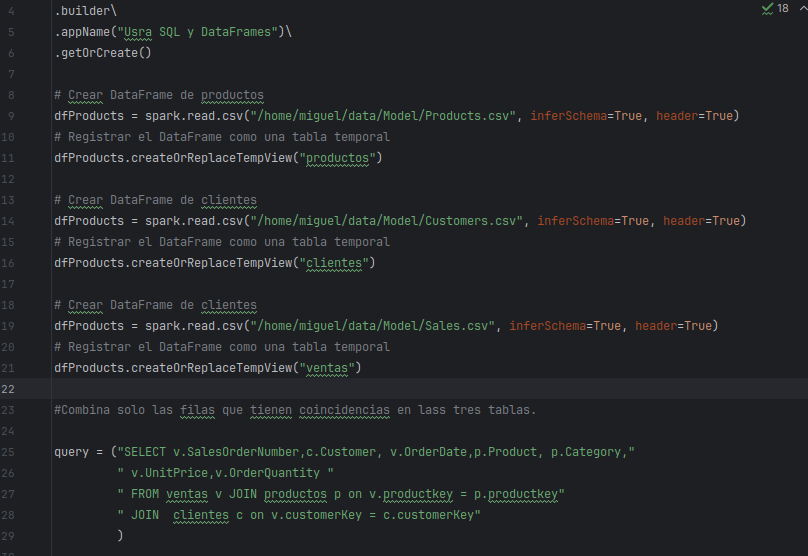 18
4 .builder\
5 .appName("Usra SQL y DataFrames")\
6 .getOrCreate()
7
8 # Crear DataFrame de productos
9 dfProducts = spark.read.csv("/home/miguel/data/Model/Products.csv", inferSchema=True, header=True)
10 # Registrar el DataFrame como una tabla temporal
11 dfProducts.createOrReplaceTempView("productos")
12
13 # Crear DataFrame de clientes
14 dfProducts = spark.read.csv("/home/miguel/data/Model/Customers.csv", inferSchema=True, header=True)
15 # Registrar el DataFrame como una tabla temporal
16 dfProducts.createOrReplaceTempView("clientes")
17
18 # Crear DataFrame de clientes
19 dfProducts = spark.read.csv("/home/miguel/data/Model/Sales.csv", inferSchema=True, header=True)
20 # Registrar el DataFrame como una tabla temporal
21 dfProducts.createOrReplaceTempView("ventas")
22
23 #Combina solo las filas que tienen coincidencias en lass tres tablas.
24
25 query = ("SELECT v.SalesOrderNumber,c.Customer, v.OrderDate,p.Product, p.Category,"
26 " v.UnitPrice,v.OrderQuantity "
27 " FROM ventas v JOIN productos p on v.productkey = p.productkey"
28 " JOIN  clientes c on v.customerKey = c.customerKey"
29 )